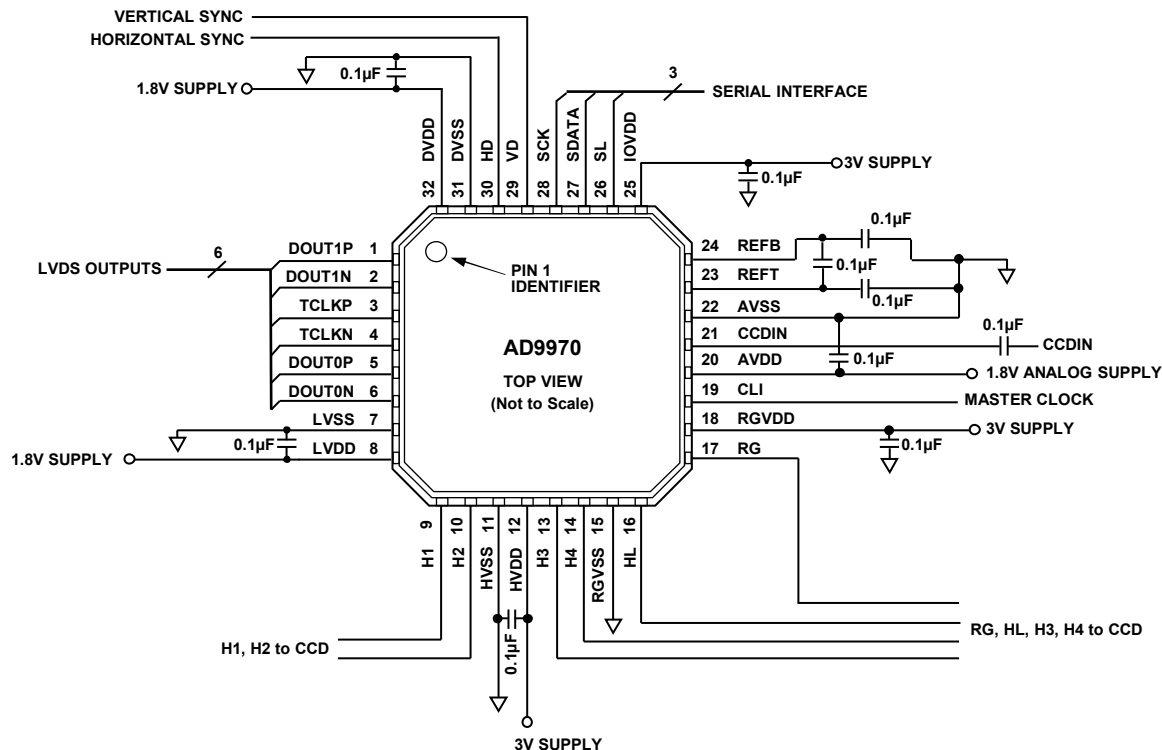 VERTICAL SYNC
HORIZONTAL SYNC
0.1µF
1.8V SUPPLY
3
SERIAL INTERFACE
DVDD
DVSS
HD
VD
SCK
SDATA
SL
IOVDD
32
31
30
29
28
27
26
25
3V SUPPLY
0.1µF
6
LVDS OUTPUTS
DOUT1P 1
DOUT1N 2
TCLKP 3
TCLKN 4
DOUT0P 5
DOUT0N 6
LVSS 7
LVDD 8
0.1µF
1.8V SUPPLY
PIN 1
IDENTIFIER
AD9970
TOP VIEW
(Not to Scale)
24 REFB
23 REFT
22 AVSS
21 CCDIN
20 AVDD
19 CLI
18 RGVDD
17 RG
0.1µF
0.1µF
0.1µF
0.1µF
CCDIN
0.1µF
1.8V ANALOG SUPPLY
MASTER CLOCK
3V SUPPLY
0.1µF
9
10
11
12
13
14
15
16
H1
H2
HVSS
HVDD
H3
H4
RGVSS
HL
H1, H2 to CCD
0.1µF
RG, HL, H3, H4 to CCD
3V SUPPLY